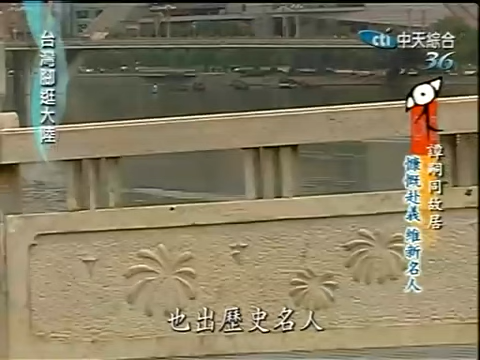 台灣腳逛大陸
cti 中天綜合
36
譚嗣同故居
慷慨赴義 維新名人
也出歷史名人